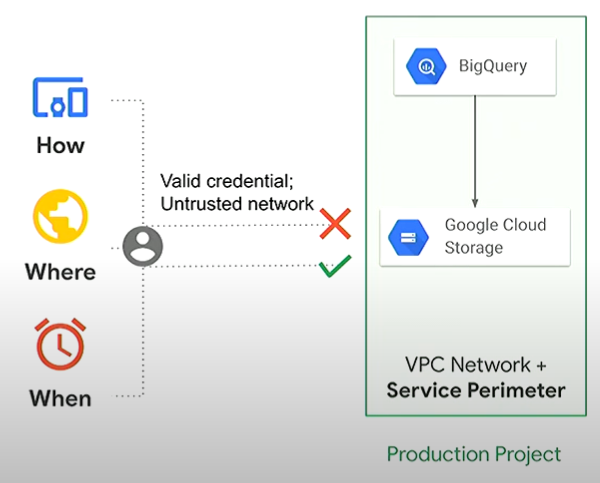 How
Where
When
Valid credential;
Untrusted network
BigQuery
Google Cloud
Storage
VPC Network +
Service Perimeter
Production Project